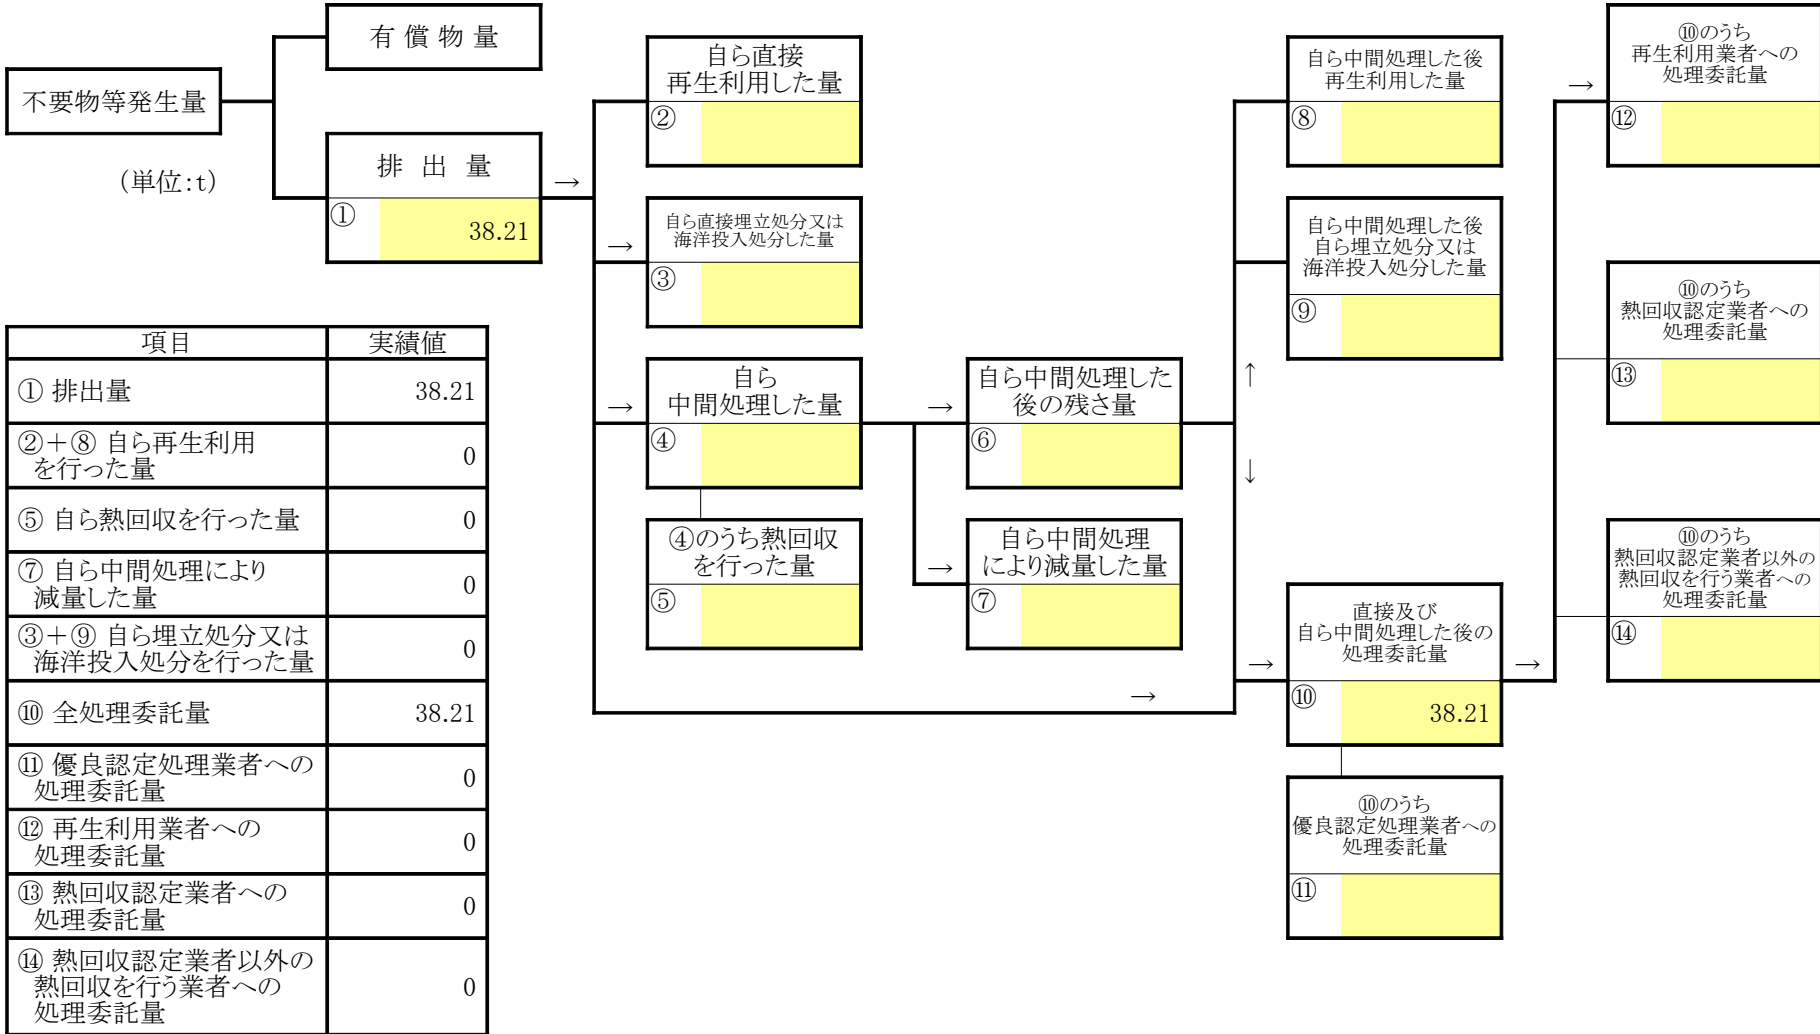 有 償 物 量
不要物等発生量
(単位:t)
排 出 量
①
38.21
→
自ら直接
再生利用した量
②
→
自ら直接埋立処分又は
海洋投入処分した量
③
→
自ら
中間処理した量
④
④のうち熱回収
を行った量
⑤
→
自ら中間処理した
後の残さ量
⑥
→
自ら中間処理
により減量した量
⑦
→
↑
↓
自ら中間処理した後
再生利用した量
⑧
自ら中間処理した後
自ら埋立処分又は
海洋投入処分した量
⑨
→
直接及び
自ら中間処理した後の
処理委託量
⑩
38.21
→
⑩のうち
優良認定処理業者への
処理委託量
⑪
→
⑩のうち
再生利用業者への
処理委託量
⑫
⑩のうち
熱回収認定業者への
処理委託量
⑬
⑩のうち
熱回収認定業者以外の
熱回収を行う業者への
処理委託量
⑭
項目 実績値
① 排出量 38.21
②+⑧ 自ら再生利用
を行った量 0
⑤ 自ら熱回収を行った量 0
⑦ 自ら中間処理により
減量した量 0
③+⑨ 自ら埋立処分又は
海洋投入処分を行った量 0
⑩ 全処理委託量 38.21
⑪ 優良認定処理業者への
処理委託量 0
⑫ 再生利用業者への
処理委託量 0
⑬ 熱回収認定業者への
処理委託量 0
⑭ 熱回収認定業者以外の
熱回収を行う業者への
処理委託量 0